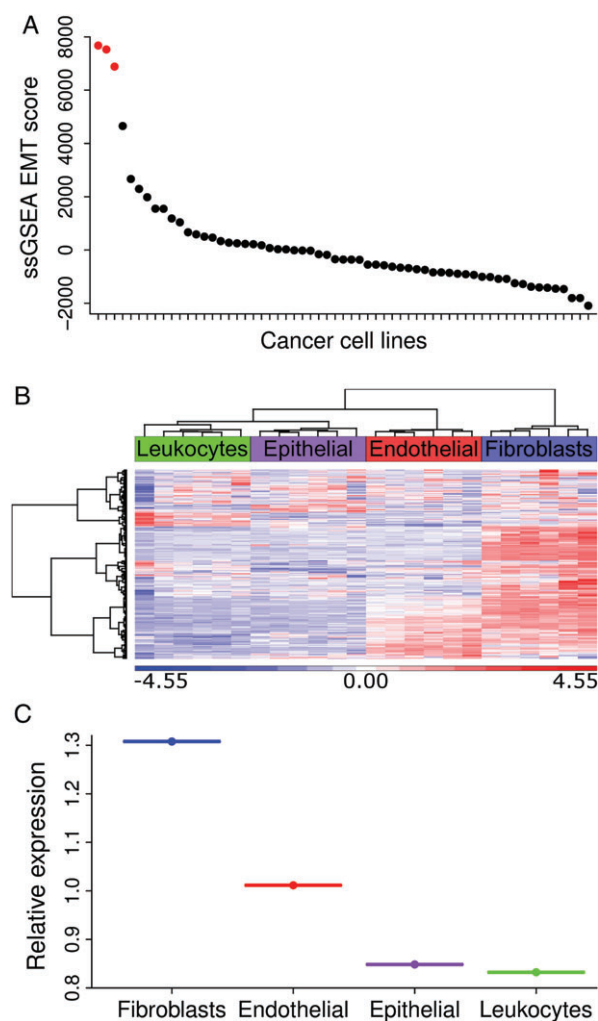 A
ssGSEA EMT score
8000
6000
4000
2000
0
−2000
Cancer cell lines
B
Leukocytes Epithelial Endothelial Fibroblasts
-4.55 0.00 4.55
C
Relative expression
1.3
1.2
1.1
1.0
0.9
0.8
Fibroblasts Endothelial Epithelial Leukocytes